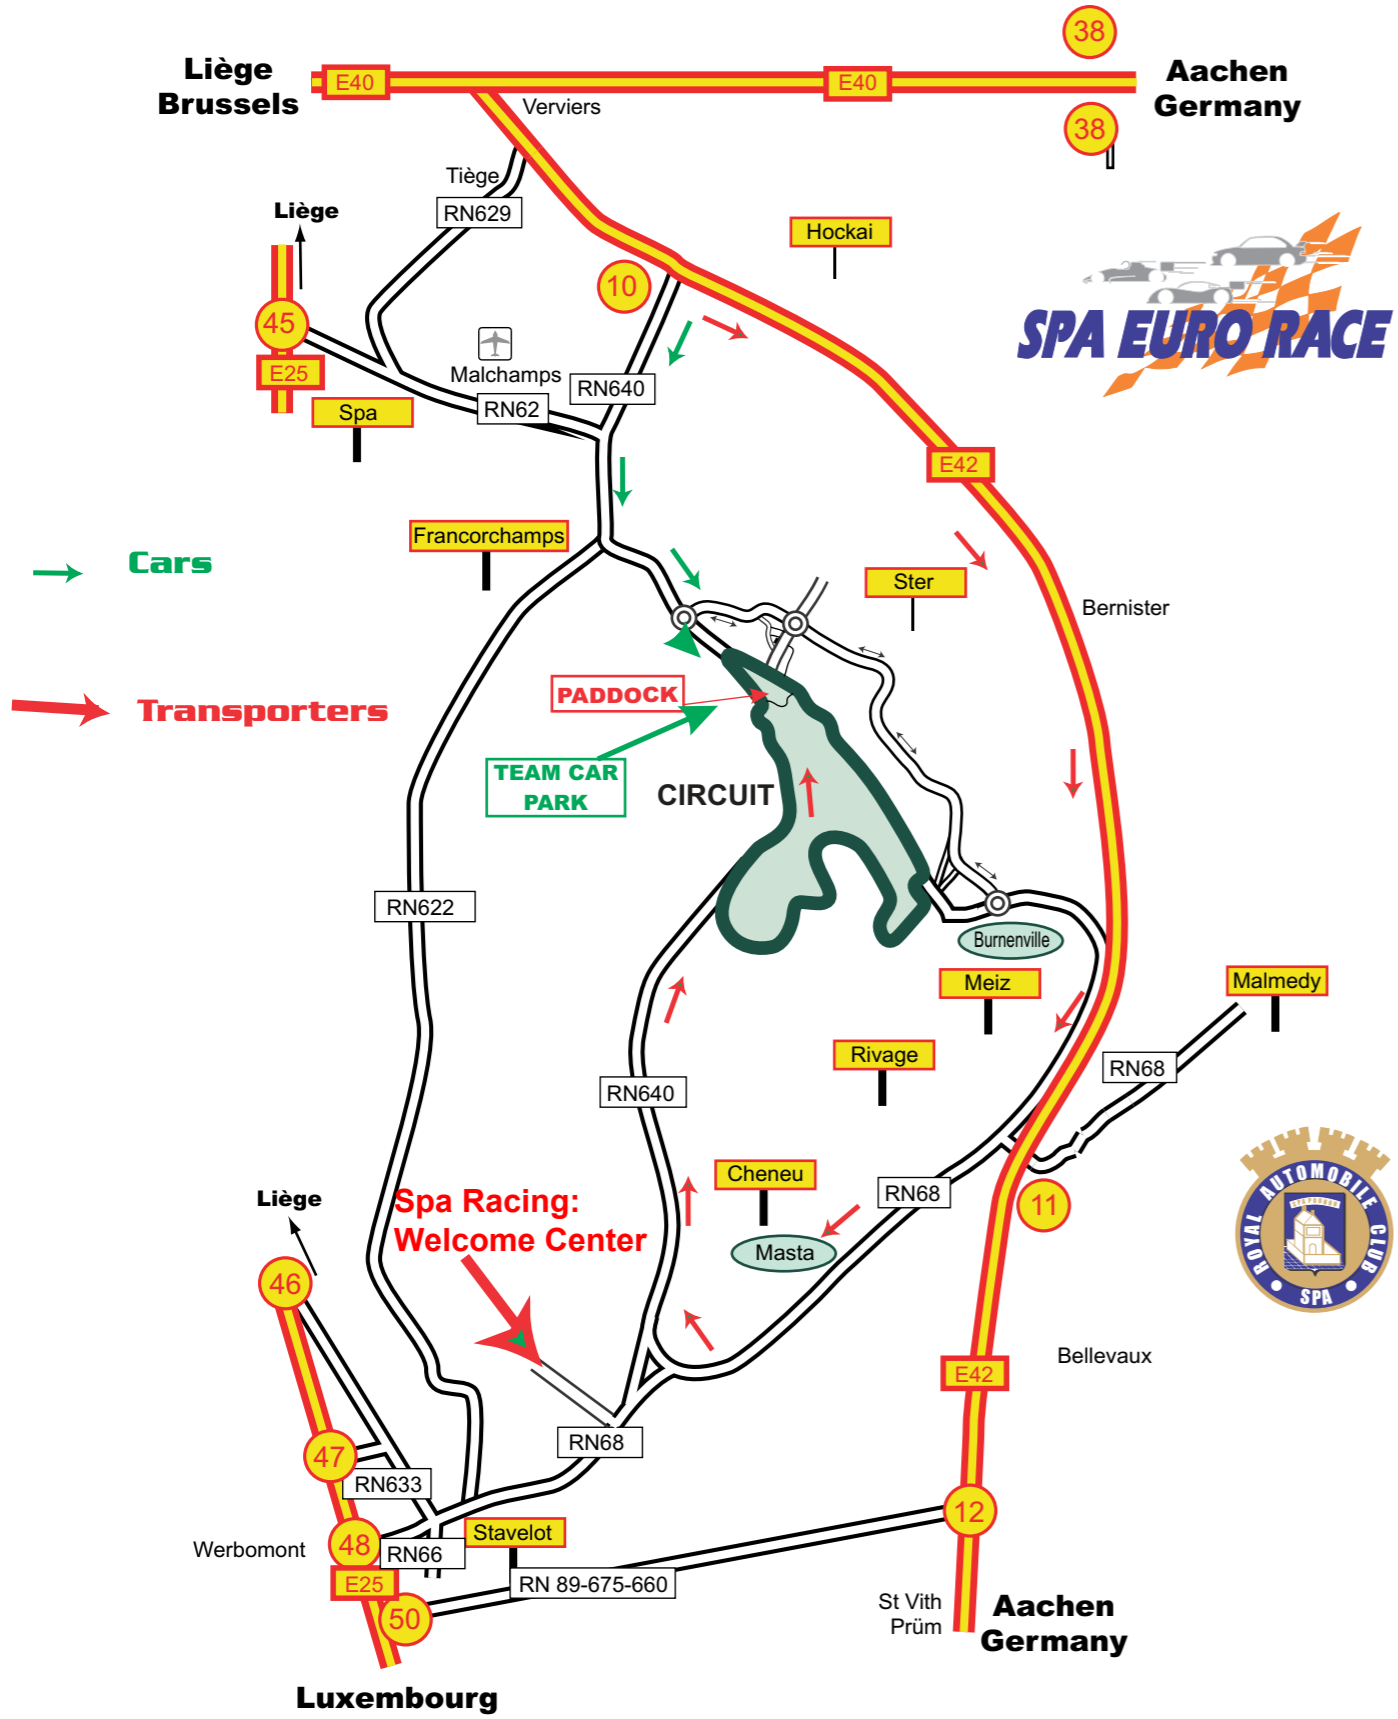 38
Liège
Brussels
E40
E40
Aachen
Germany
Verviers
38
Tiège
RN629
Liège
Hockai
10
45
SPA EURO RACE
E25
Malchamps
RN640
RN62
Spa
E42
Francorchamps
Cars
Ster
Bernister
PADDOCK
Transporters
TEAM CAR
PARK
CIRCUIT
RN622
Burnenville
Meiz
Malmedy
Rivage
RN68
RN640
Cheneu
RN68
Liège
Spa Racing:
Welcome Center
11
Masta
ROYAL AUTOMOBILE CLUB
SPA
46
Bellevaux
E42
RN68
47
RN633
12
Stavelot
Werbomont
48
RN66
E25
RN 89-675-660
50
St Vith
Prüm
Aachen
Germany
Luxembourg